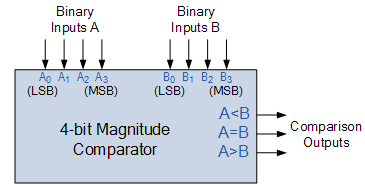 Binary Inputs A
Binary Inputs B
A0 A1 A2 A3
B0 B1 B2 B3
(LSB) (MSB)
(LSB) (MSB)
4-bit Magnitude Comparator
A<B
A=B
A>B
Comparison Outputs